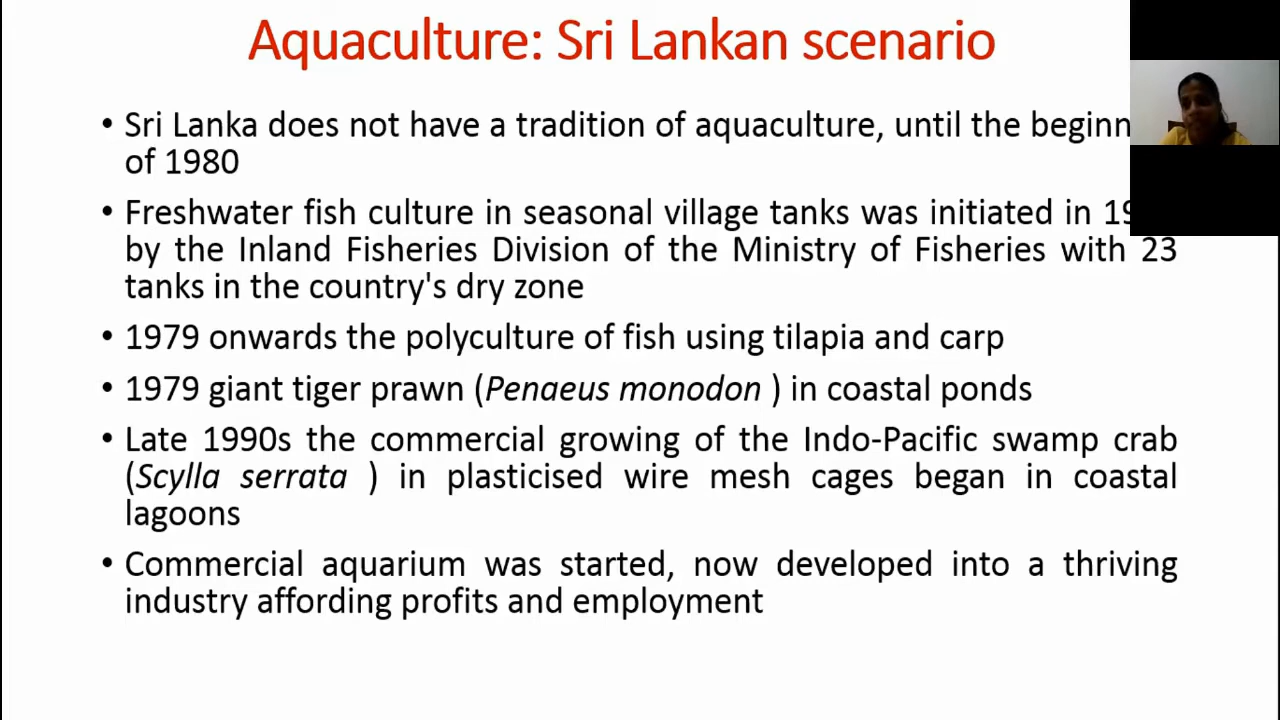 Aquaculture: Sri Lankan scenario
• Sri Lanka does not have a tradition of aquaculture, until the
of 1980
• Freshwater fish culture in seasonal village tanks was initiated in
by the Inland Fisheries Division of the Ministry of Fisheries with 23
tanks in the country's dry zone
• 1979 onwards the polyculture of fish using tilapia and carp
• 1979 giant tiger prawn (Penaeus monodon ) in coastal ponds
• Late 1990s the commercial growing of the Indo-Pacific swamp crab
(Scylla serrata ) in plasticised wire mesh cages began in coastal
lagoons
• Commercial aquarium was started, now developed into a thriving
industry affording profits and employment